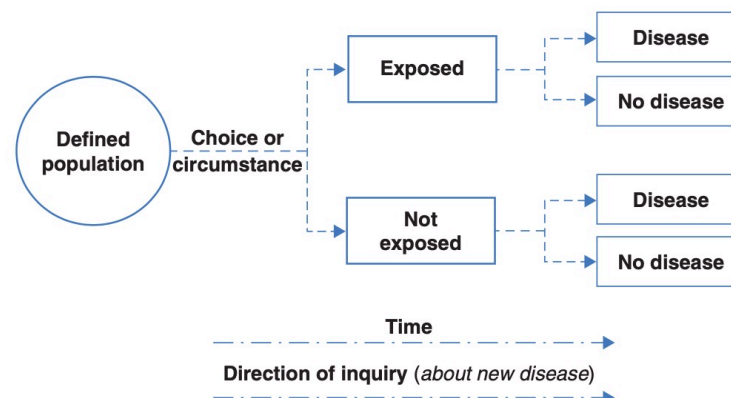 Defined
population
Choice or
circumstance
Exposed
Disease
No disease
Not
exposed
Disease
No disease
Time
Direction of inquiry (about new disease)